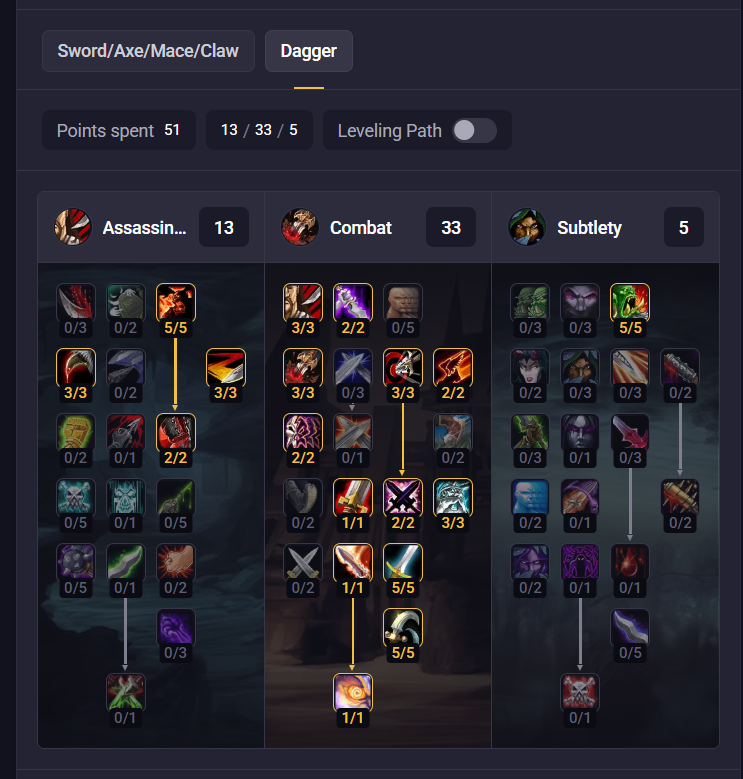 Sword/Axe/Mace/Claw Dagger
Points spent 51 13 / 33 / 5 Leveling Path
Assassin... 13 Combat 33 Subtlety 5
0/3 0/2 5/5 3/3 2/2 0/5 0/3 0/3 5/5
3/3 0/2 3/3 3/3 0/3 3/3 2/2 0/2 0/3 0/3 0/2
0/2 0/1 2/2 2/2 0/1 0/2 0/3 0/1 0/3
0/5 0/1 0/5 0/2 1/1 2/2 3/3 0/2 0/1 0/2
0/5 0/1 0/2 0/2 1/1 5/5 0/2 0/1 0/1
0/3 5/5 0/5
0/1 1/1 0/1